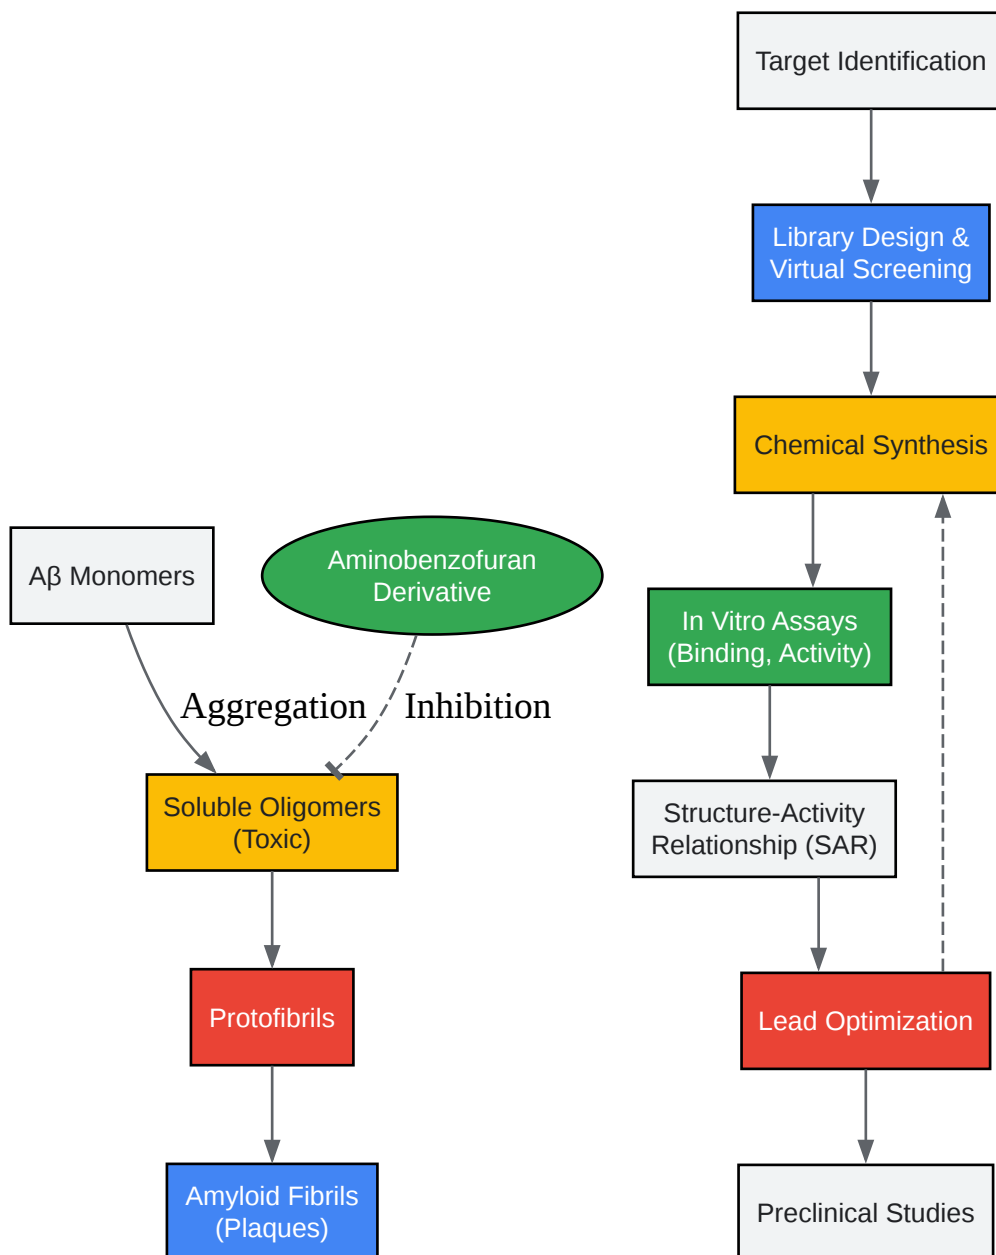 Target Identification
Library Design &
Virtual Screening
Chemical Synthesis
Aβ Monomers
Aminobenzofuran
Derivative
In Vitro Assays
(Binding, Activity)
Aggregation
Inhibition
Soluble Oligomers
(Toxic)
Structure-Activity
Relationship (SAR)
Protofibrils
Lead Optimization
Amyloid Fibrils
(Plaques)
Preclinical Studies